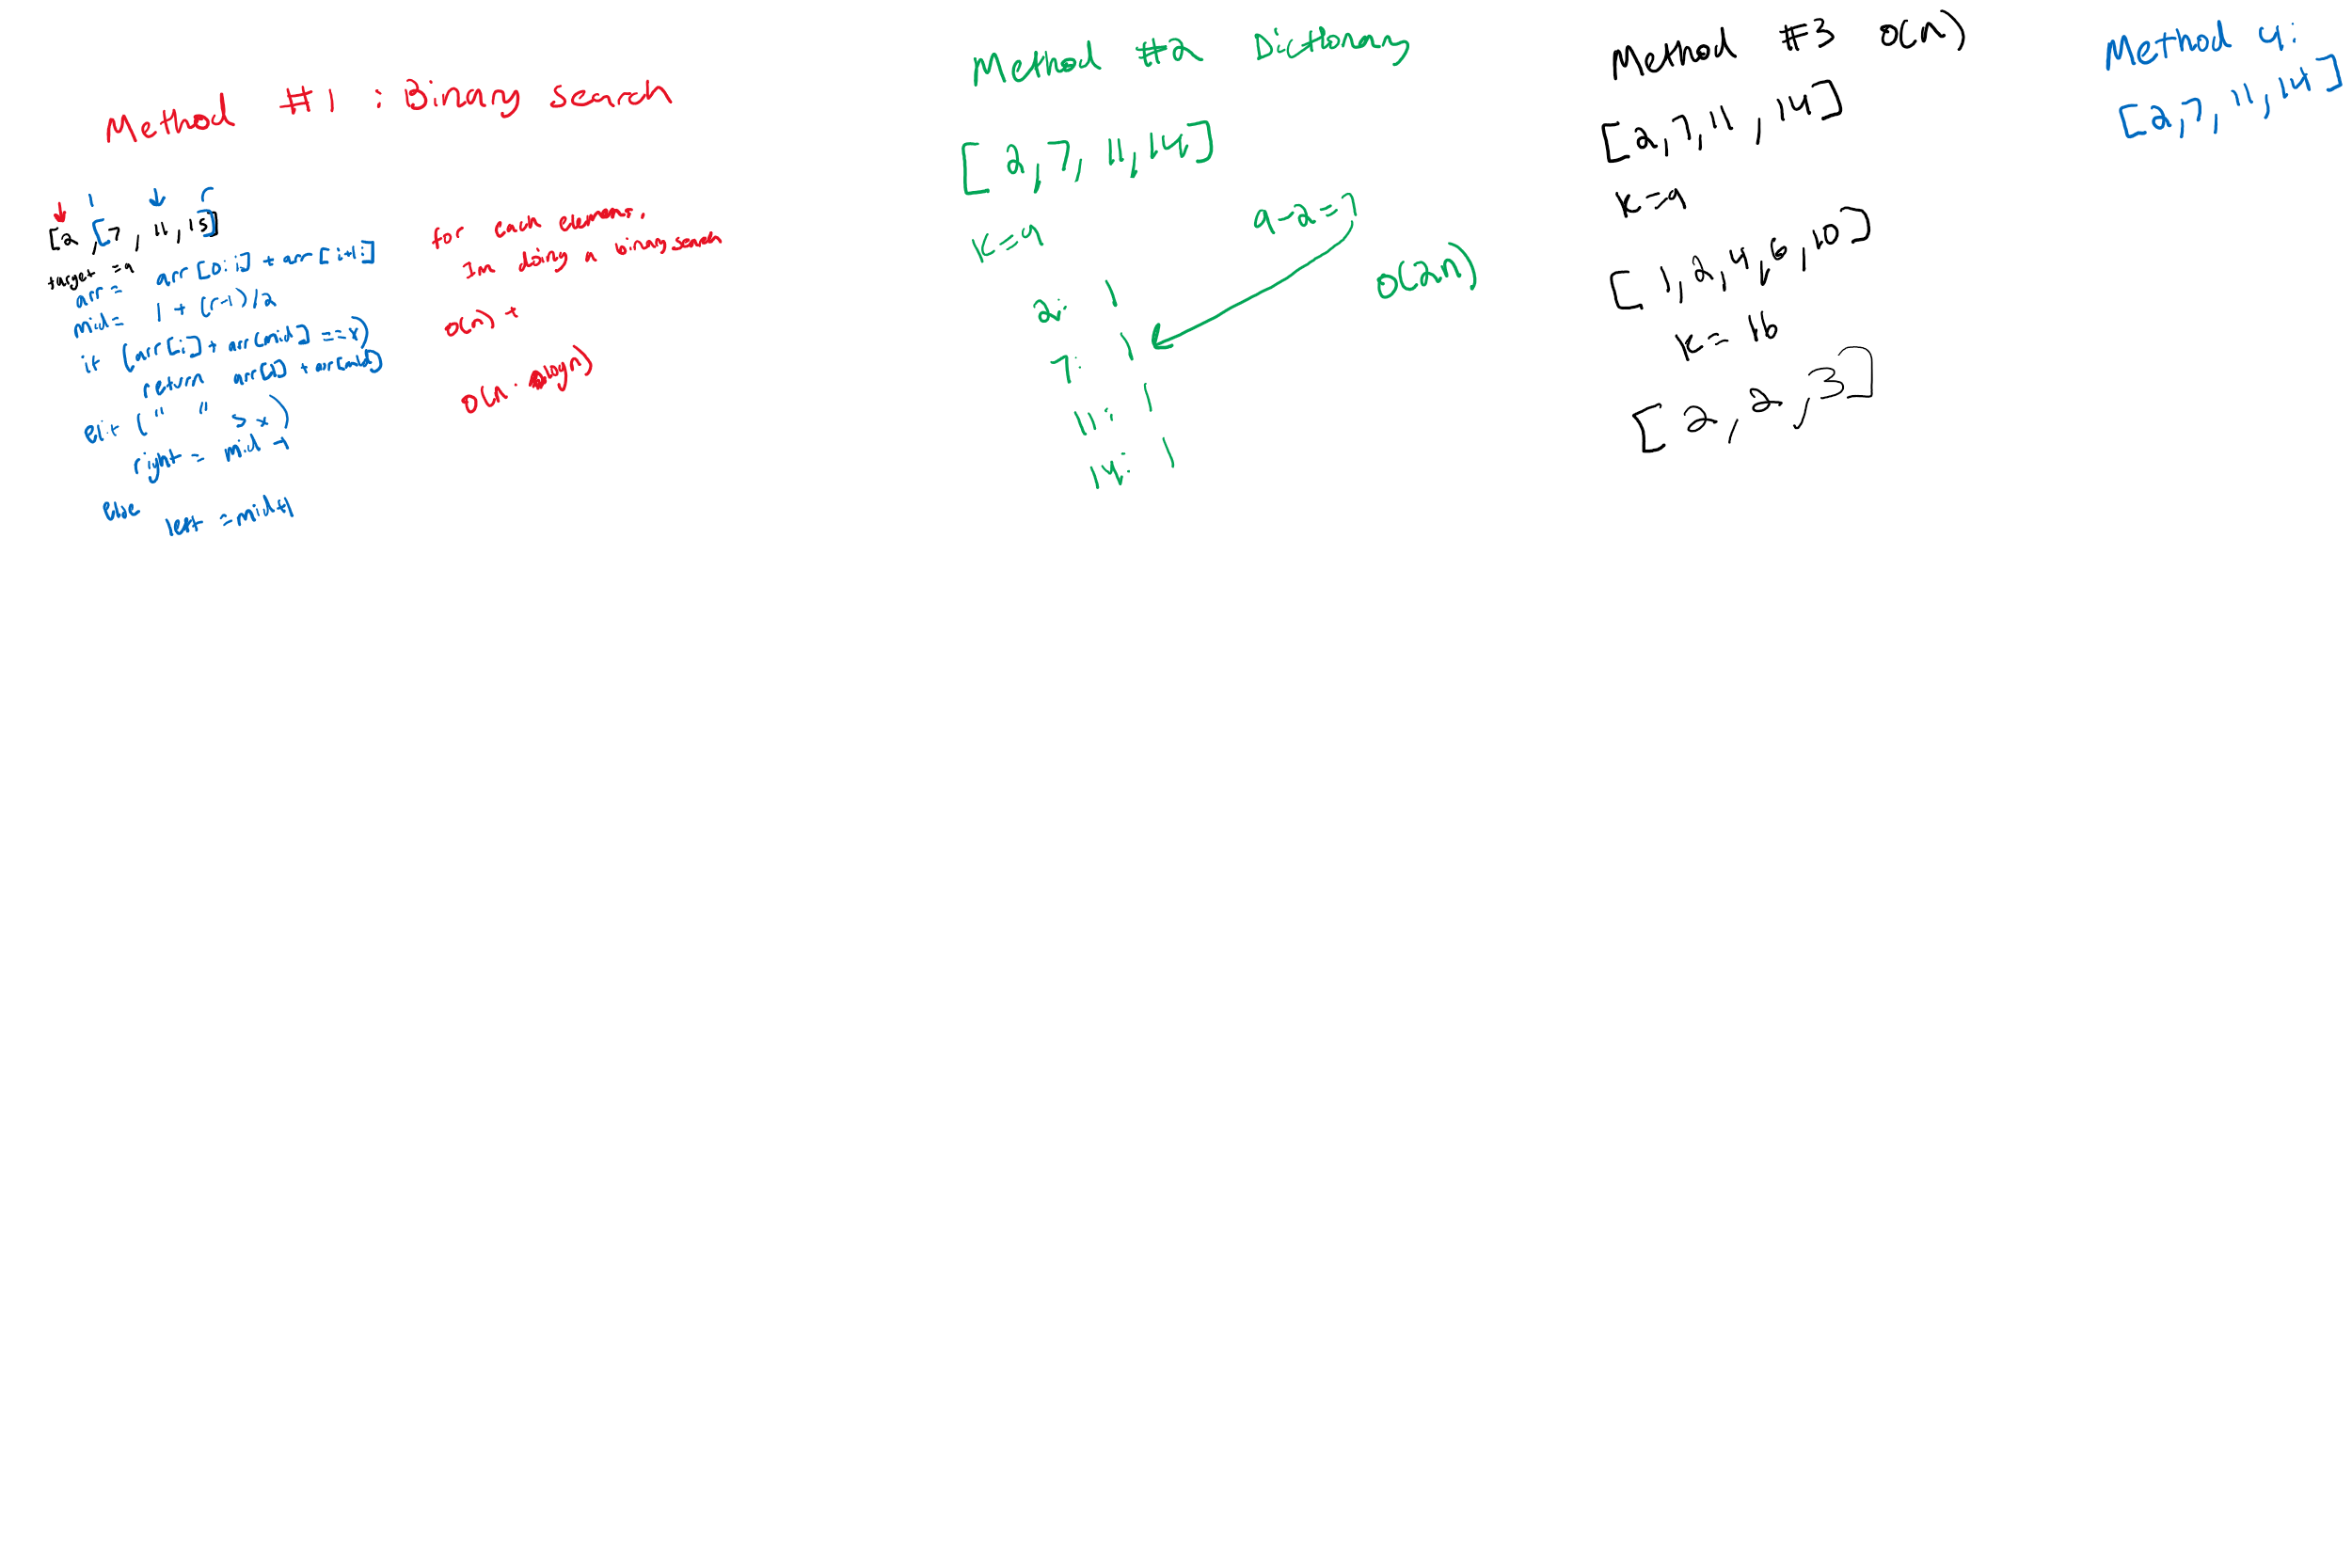 Method #1 : Binary search
[2, [7, 11, 15]]
target = 9
arr = arr[0:i] + arr[i+1:]
mid = l + (r-l)/2
if (arr[i] + arr[mid] == x)
return arr[i] + arr[mid]
elif (" " > x)
right = mid -1
else
left = mid+1
for each element,
Im doing a binary search
O(n) +
O(n · logn)
Method #2 Dictionary
[2,7,11,14]
K=9
9-2=7
2: 1
7: 1
11: 1
14: 1
O(2n)
Method #3 O(n)
[2,7,11,14]
K=9
[1,2,4,6,10]
K=16
[2,2,3]
Method 4:
[2,7,11,14]